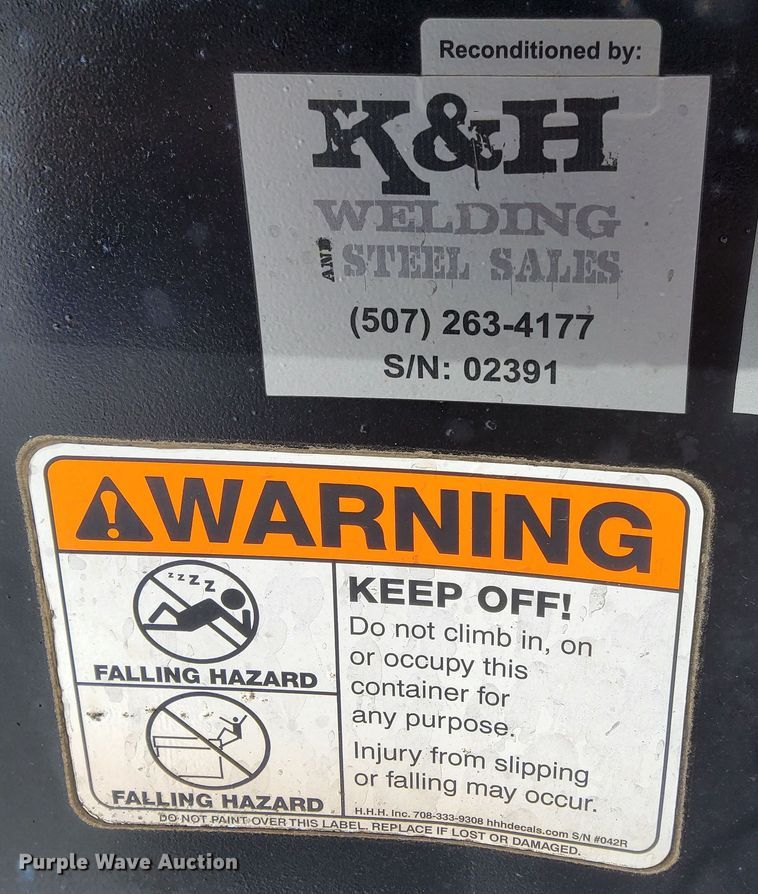 Reconditioned by:
K&H
WELDING
AND STEEL SALES
(507) 263-4177
S/N: 02391
WARNING
zzzZZ
FALLING HAZARD
FALLING HAZARD
KEEP OFF!
Do not climb in, on
or occupy this
container for
any purpose.
Injury from slipping
or falling may occur.
H.H.H. Inc. 708-333-9308 hhhdecals.com S/N #042R
DO NOT PAINT OVER THIS LABEL. REPLACE IF LOST OR DAMAGED.
Purple Wave Auction